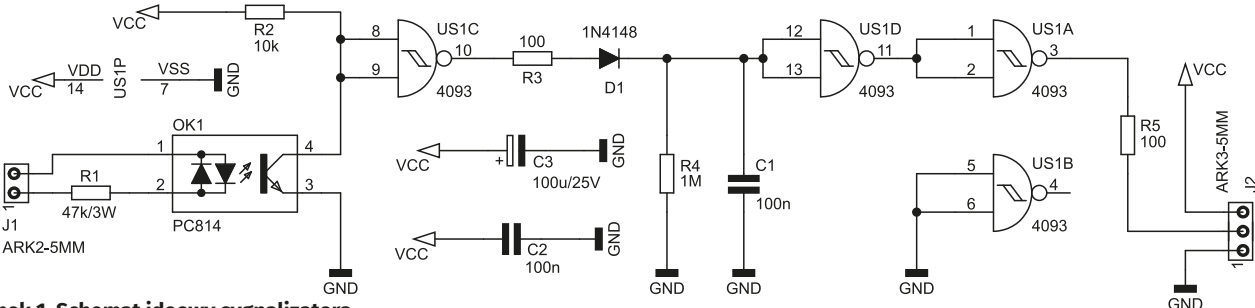 VCC
R2
10k
8
9
US1C
10
4093
100
R3
1N4148
D1
12
13
US1D
11
4093
1
2
US1A
3
4093
VCC
VCC
VDD
14
US1P
VSS
7
GND
OK1
1
2
4
3
PC814
R1
47k/3W
1
J1
ARK2-5MM
GND
VCC
+
C3
100u/25V
GND
VCC
C2
100n
GND
R4
1M
GND
C1
100n
GND
5
6
US1B
4
4093
GND
R5
100
ARK3-5MM
J2
1
GND